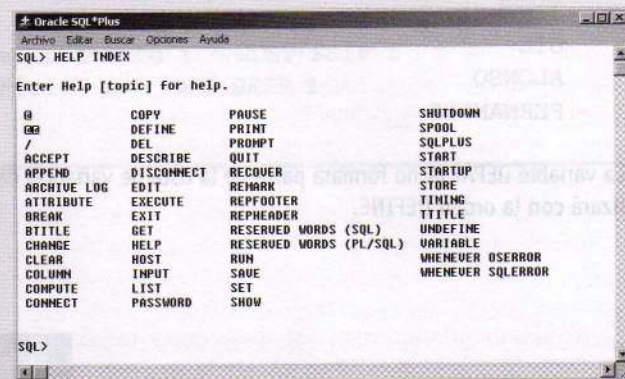 Oracle SQL*Plus
Archivo Editar Buscar Opciones Ayuda
SQL> HELP INDEX
Enter Help [topic] for help.
@ COPY PAUSE SHUTDOWN
@@ DEFINE PRINT SPOOL
/ DEL PROMPT SQLPLUS
ACCEPT DESCRIBE QUIT START
APPEND DISCONNECT RECOVER STARTUP
ARCHIVE LOG EDIT REMARK STORE
ATTRIBUTE EXECUTE REPFOOTER TIMING
BREAK EXIT REPHEADER TTITLE
BTITLE GET RESERVED WORDS (SQL) UNDEFINE
CHANGE HELP RESERVED WORDS (PL/SQL) VARIABLE
CLEAR HOST RUN WHENEVER OSERROR
COLUMN INPUT SAVE WHENEVER SQLERROR
COMPUTE LIST SET
CONNECT PASSWORD SHOW
SQL>